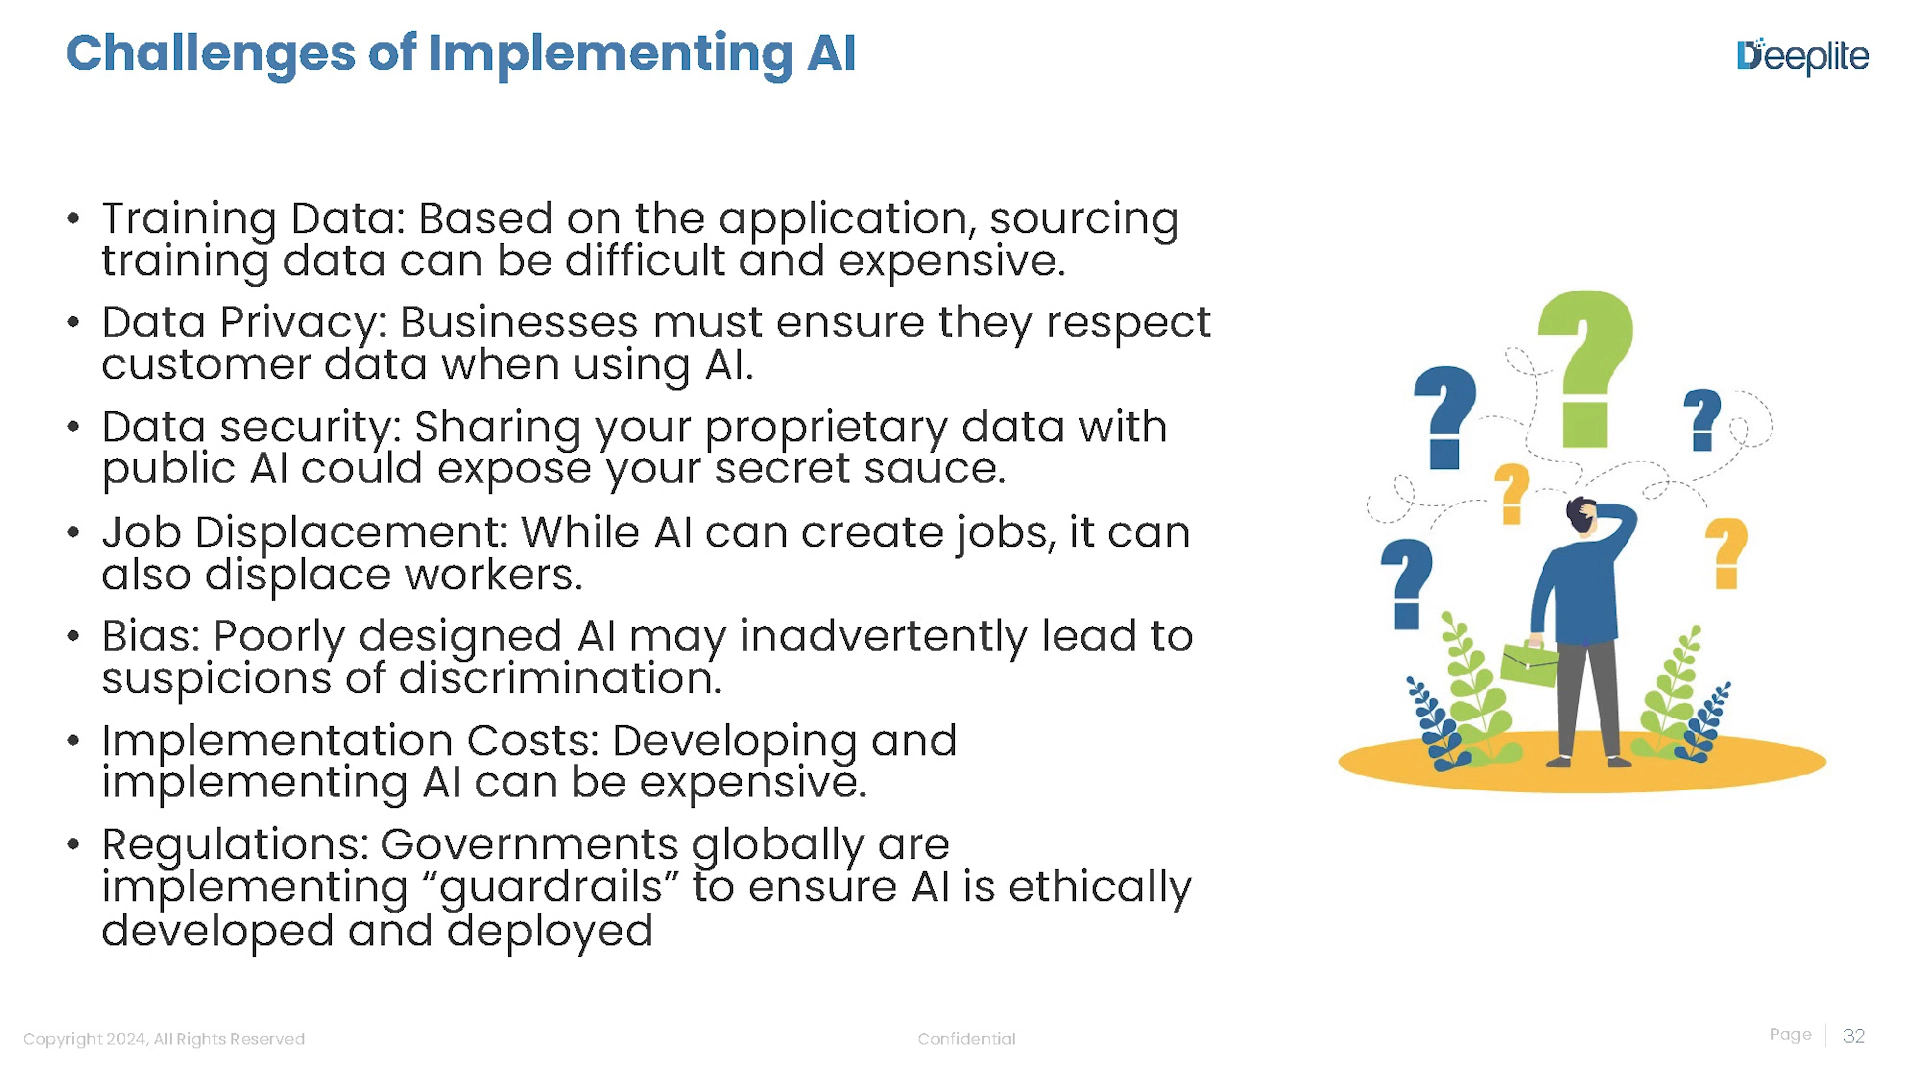 Challenges of Implementing AI
Deeplite
• Training Data: Based on the application, sourcing
training data can be difficult and expensive.
• Data Privacy: Businesses must ensure they respect
customer data when using AI.
• Data security: Sharing your proprietary data with
public AI could expose your secret sauce.
• Job Displacement: While AI can create jobs, it can
also displace workers.
• Bias: Poorly designed AI may inadvertently lead to
suspicions of discrimination.
• Implementation Costs: Developing and
implementing AI can be expensive.
• Regulations: Governments globally are
implementing “guardrails” to ensure AI is ethically
developed and deployed
?
?
?
?
?
?
Copyright 2024, All Rights Reserved
Confidential
Page 32